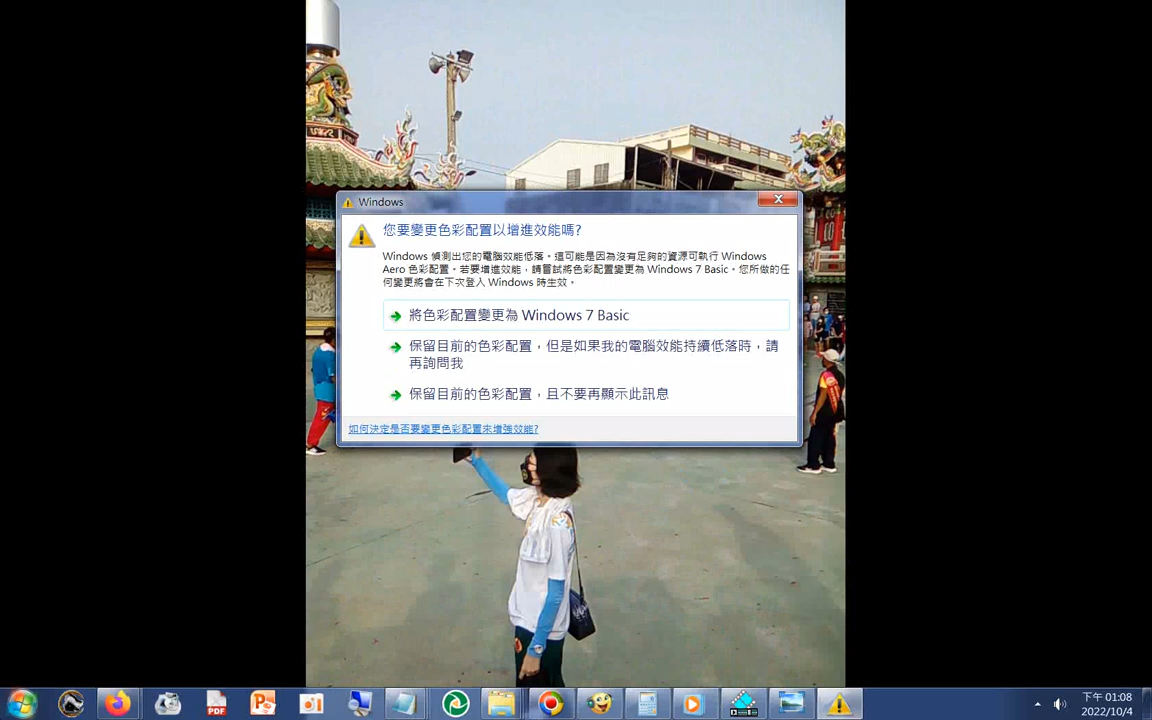 Windows
您要變更色彩配置以增進效能嗎?
Windows 偵測出您的電腦效能低落。這可能是因為沒有足夠的資源可執行 Windows
Aero 色彩配置。若要增進效能，請嘗試將色彩配置變更為 Windows 7 Basic。您所做的任
何變更將會在下次登入 Windows 時生效。
將色彩配置變更為 Windows 7 Basic
保留目前的色彩配置，但是如果我的電腦效能持續低落時，請
再詢問我
保留目前的色彩配置，且不要再顯示此訊息
如何決定是否要變更色彩配置來增強效能?
PDF
下午 01:08
2022/10/4